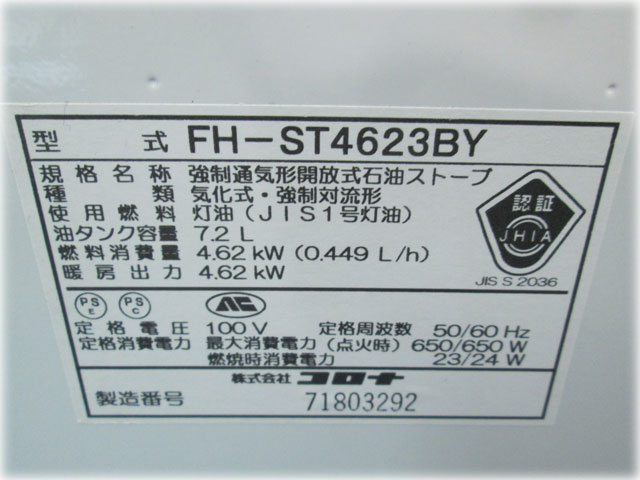 型式 FH-ST4623BY
規格名称 強制通気形開放式石油ストーブ
種類 気化式・強制対流形
使用燃料 灯油(JIS1号灯油)
油タンク容量 7.2 L
燃料消費量 4.62 kW (0.449 L/h)
暖房出力 4.62 kW
認証
JHIA
JIS S 2036
PS E PS C
定格電圧 100 V 定格周波数 50/60 Hz
定格消費電力 最大消費電力(点火時) 650/650 W
燃焼時消費電力 23/24 W
株式会社 コロナ
製造番号 71803292